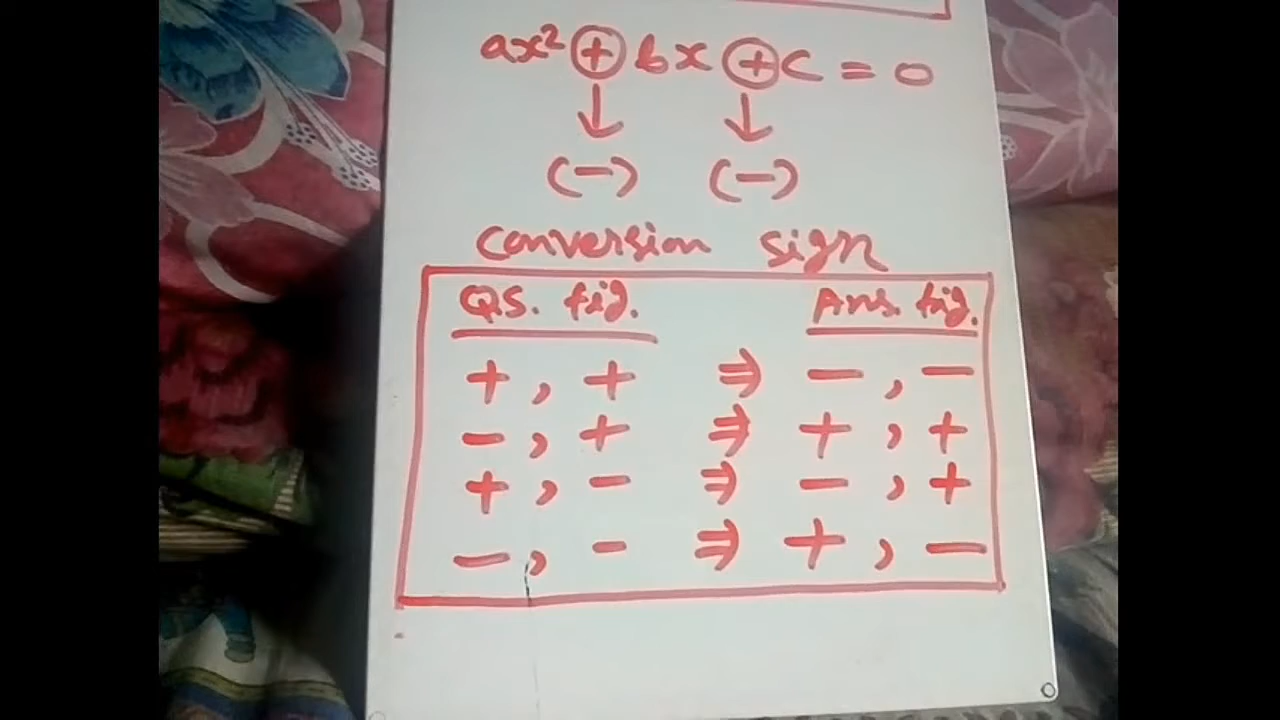 ax² + bx + c = 0
↓ ↓
(-) (-)
conversion sign
QS. fig. Ans. fig.
+, + ⇒ -, -
-, + ⇒ +, +
+, - ⇒ -, +
-, - ⇒ +, -